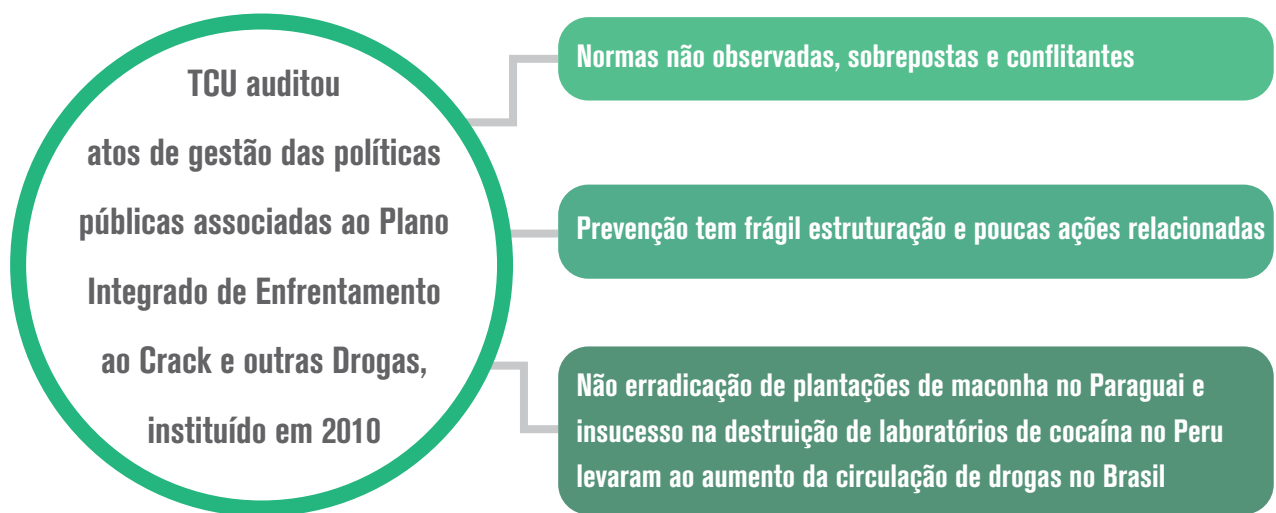 TCU auditou
atos de gestão das políticas
públicas associadas ao Plano
Integrado de Enfrentamento
ao Crack e outras Drogas,
instituído em 2010
Normas não observadas, sobrepostas e conflitantes
Prevenção tem frágil estruturação e poucas ações relacionadas
Não erradicação de plantações de maconha no Paraguai e
insucesso na destruição de laboratórios de cocaína no Peru
levaram ao aumento da circulação de drogas no Brasil